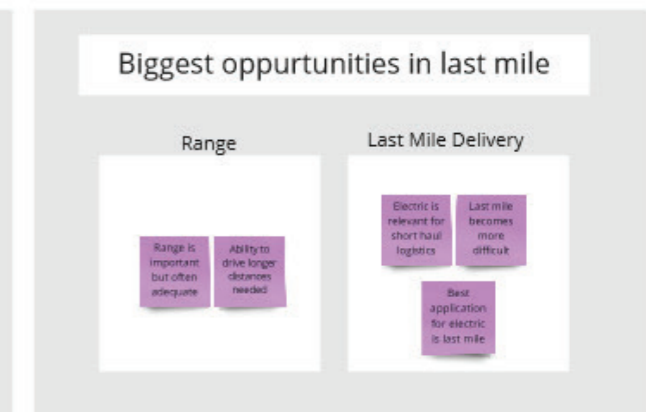 Biggest oppurtunities in last mile
Range
Last Mile Delivery
Range is
important
but often
adequate
Ability to
drive longer
distances
needed
Electric is
relevant for
short haul
logistics
Last mile
becomes
more
difficult
Best
application
for electric
is last mile